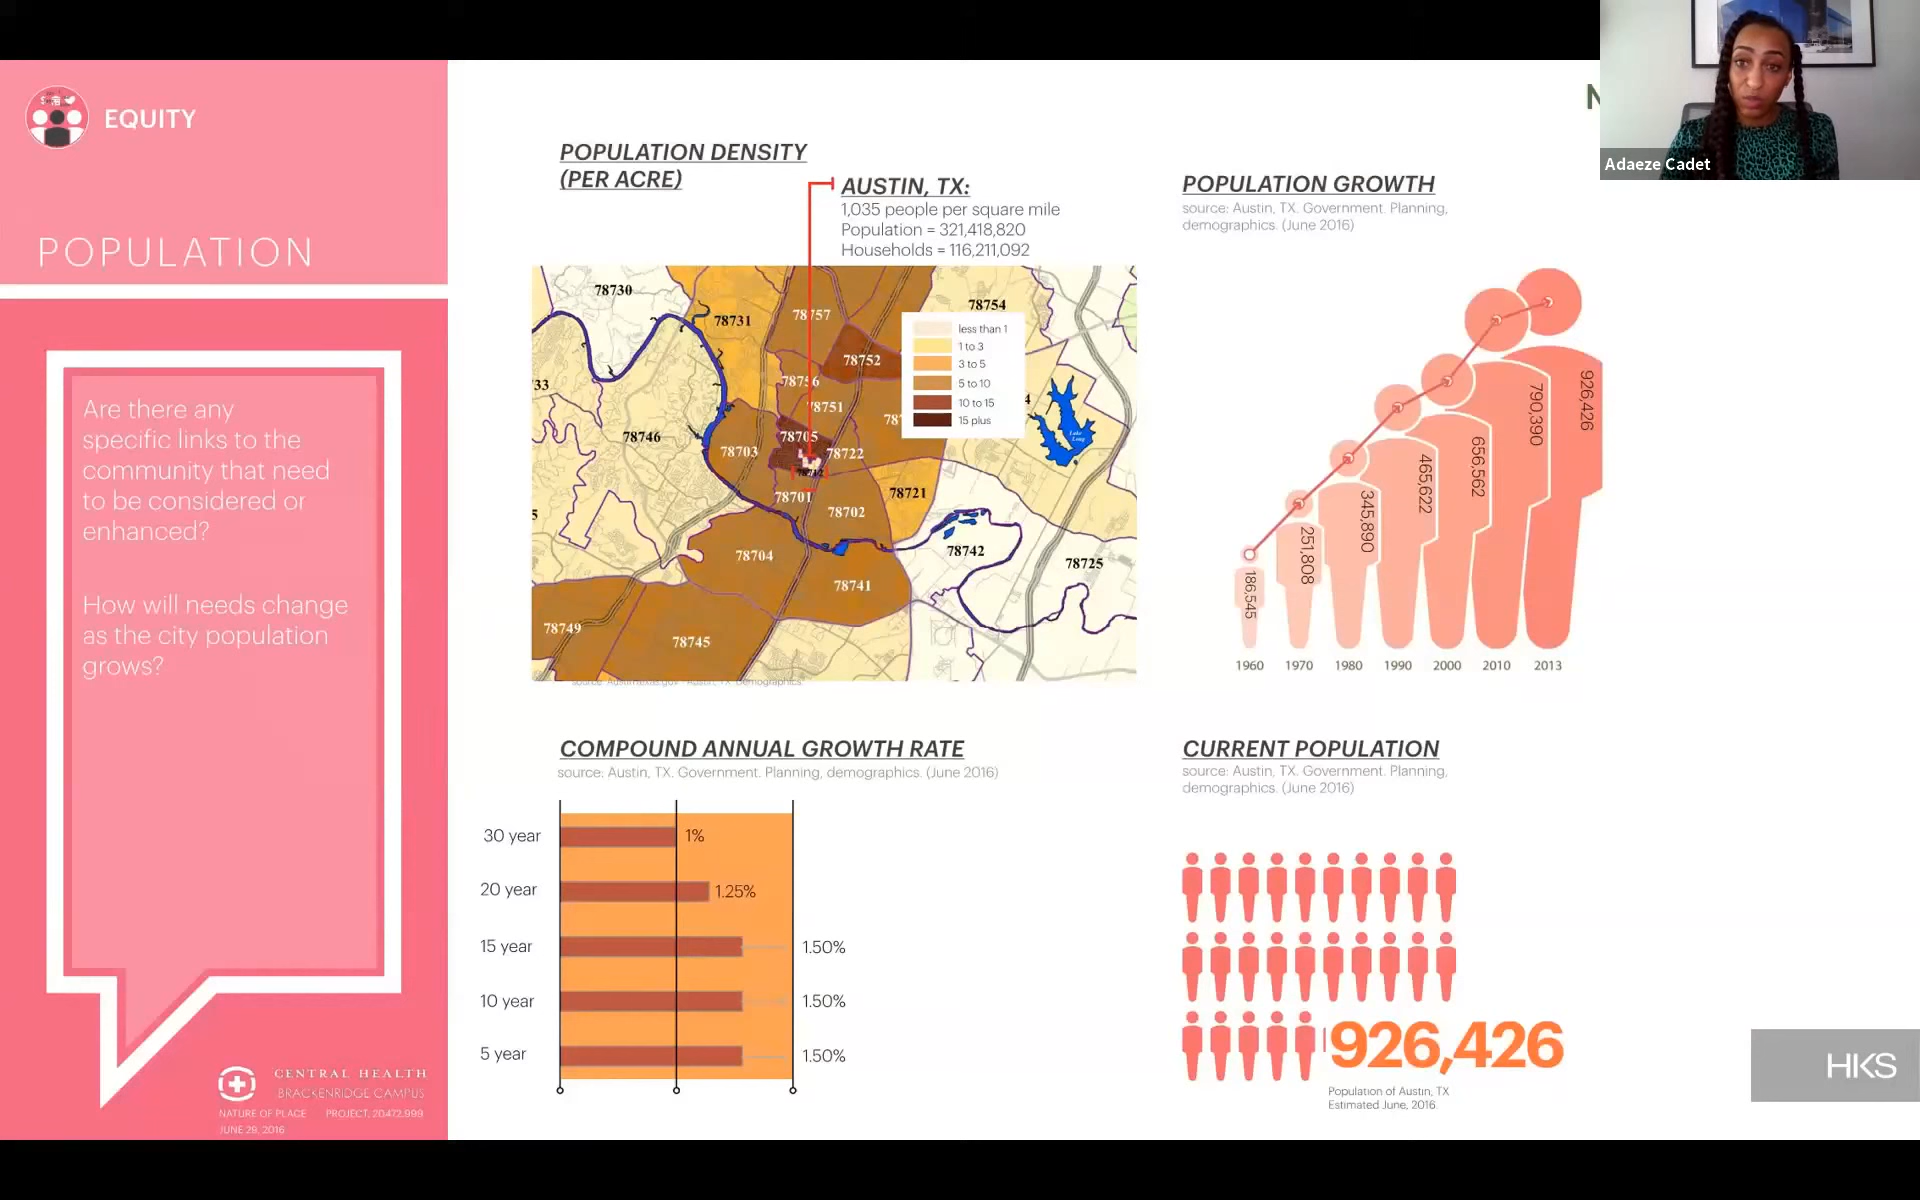 EQUITY
POPULATION
Are there any
specific links to the
community that need
to be considered or
enhanced?
How will needs change
as the city population
grows?
CENTRAL HEALTH
BRACKENRIDGE CAMPUS
NATURE OF PLACE PROJECT. 20472.999
JUNE 29, 2016
POPULATION DENSITY
(PER ACRE)
AUSTIN, TX:
1,035 people per square mile
Population = 321,418,820
Households = 116,211,092
78730
78731
78757
78754
78752
less than 1
1 to 3
3 to 5
5 to 10
10 to 15
15 plus
33
78756
78751
78746
78705
78703
78722
78701
78721
78702
Lake
Long
5
78704
78742
78725
78741
78749
78745
POPULATION GROWTH
source: Austin, TX. Government. Planning,
demographics. (June 2016)
186,545
251,808
345,890
465,622
656,562
790,390
926,426
1960 1970 1980 1990 2000 2010 2013
COMPOUND ANNUAL GROWTH RATE
source: Austin, TX. Government. Planning, demographics. (June 2016)
30 year 1%
20 year 1.25%
15 year 1.50%
10 year 1.50%
5 year 1.50%
CURRENT POPULATION
source: Austin, TX. Government. Planning,
demographics. (June 2016)
926,426
Population of Austin, TX
Estimated June, 2016.
N
Adaeze Cadet
HKS